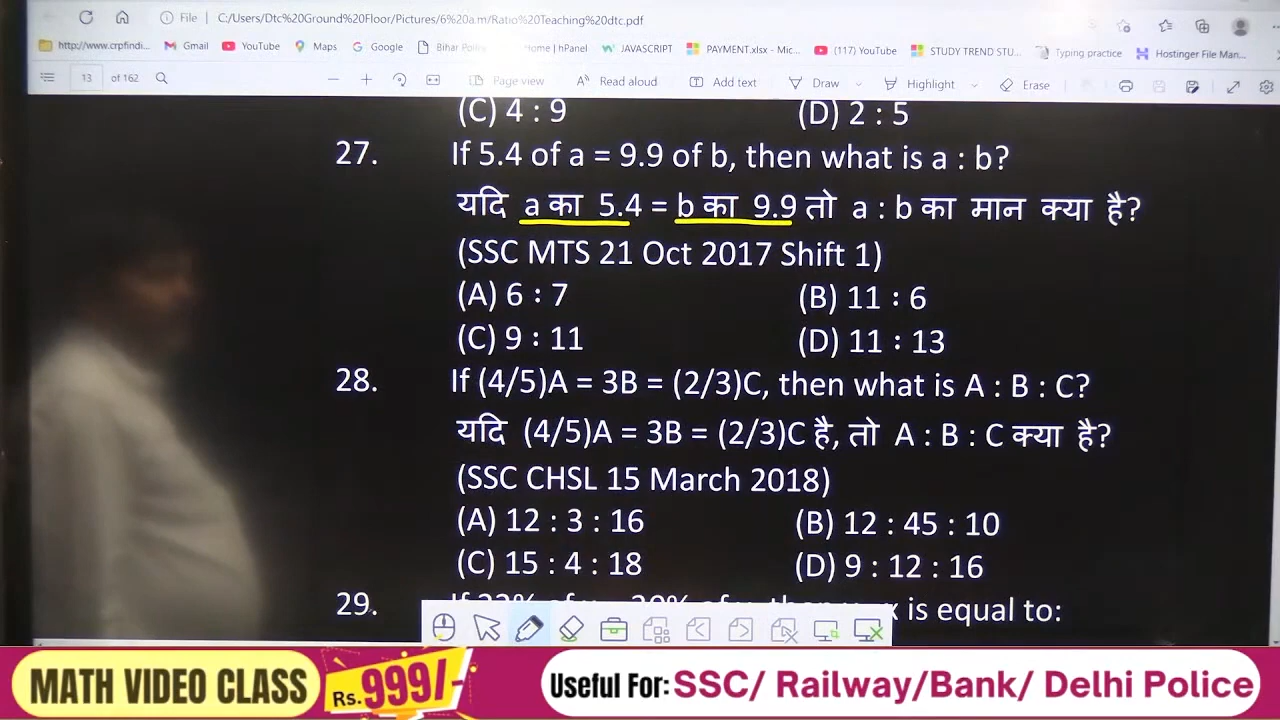 File C:/Users/Dtc%20Ground%20Floor/Pictures/6%20a.m/Ratio%20Teaching%20dtc.pdf
http://www.crpfindi... Gmail YouTube Maps Google Bihar Home | hPanel JAVASCRIPT PAYMENT.xlsx - Mic... (117) YouTube STUDY TREND STU... Typing practice Hostinger File Man...
13 of 162 Page view Read aloud Add text Draw Highlight Erase
(C) 4 : 9 (D) 2 : 5
27. If 5.4 of a = 9.9 of b, then what is a : b?
यदि a का 5.4 = b का 9.9 तो a : b का मान क्या है?
(SSC MTS 21 Oct 2017 Shift 1)
(A) 6 : 7 (B) 11 : 6
(C) 9 : 11 (D) 11 : 13
28. If (4/5)A = 3B = (2/3)C, then what is A : B : C?
यदि (4/5)A = 3B = (2/3)C है, तो A : B : C क्या है?
(SSC CHSL 15 March 2018)
(A) 12 : 3 : 16 (B) 12 : 45 : 10
(C) 15 : 4 : 18 (D) 9 : 12 : 16
29. is equal to:
MATH VIDEO CLASS Rs.999/- Useful For: SSC/ Railway/Bank/ Delhi Police